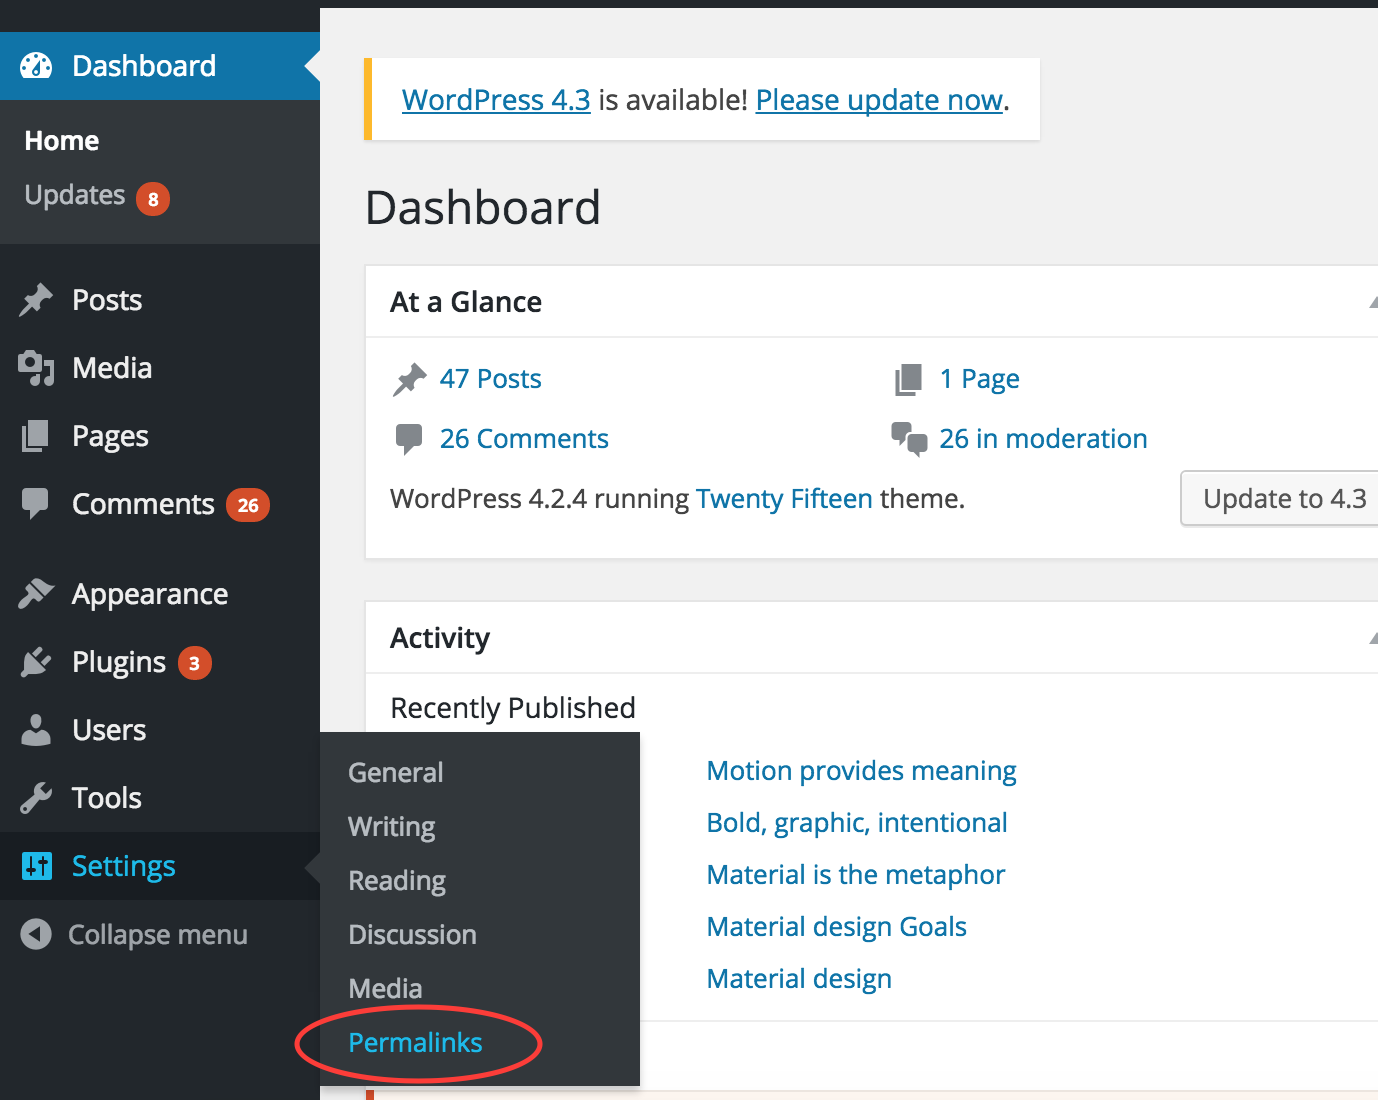 Dashboard
Home
Updates 8
Posts
Media
Pages
Comments 26
Appearance
Plugins 3
Users
Tools
Settings
Collapse menu
General
Writing
Reading
Discussion
Media
Permalinks
WordPress 4.3 is available! Please update now.
Dashboard
At a Glance
47 Posts
1 Page
26 Comments
26 in moderation
WordPress 4.2.4 running Twenty Fifteen theme.
Update to 4.3
Activity
Recently Published
Motion provides meaning
Bold, graphic, intentional
Material is the metaphor
Material design Goals
Material design